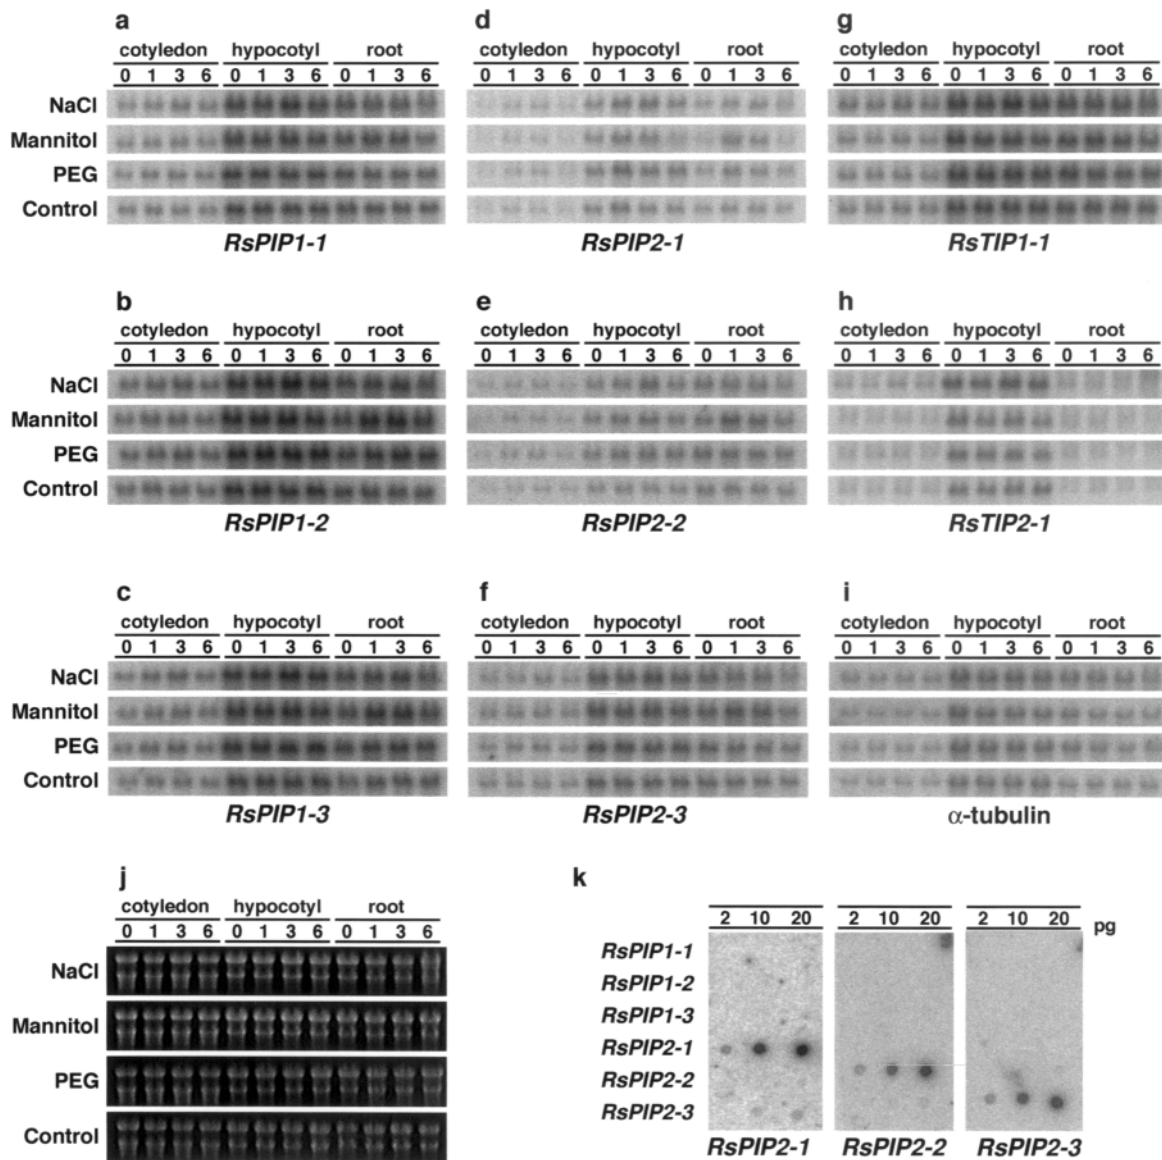 a
cotyledon hypocotyl root
0 1 3 6 0 1 3 6 0 1 3 6
NaCl
Mannitol
PEG
Control
RsPIP1-1
d
cotyledon hypocotyl root
0 1 3 6 0 1 3 6 0 1 3 6
RsPIP2-1
g
cotyledon hypocotyl root
0 1 3 6 0 1 3 6 0 1 3 6
RsTIP1-1
b
cotyledon hypocotyl root
0 1 3 6 0 1 3 6 0 1 3 6
NaCl
Mannitol
PEG
Control
RsPIP1-2
e
cotyledon hypocotyl root
0 1 3 6 0 1 3 6 0 1 3 6
RsPIP2-2
h
cotyledon hypocotyl root
0 1 3 6 0 1 3 6 0 1 3 6
RsTIP2-1
c
cotyledon hypocotyl root
0 1 3 6 0 1 3 6 0 1 3 6
NaCl
Mannitol
PEG
Control
RsPIP1-3
f
cotyledon hypocotyl root
0 1 3 6 0 1 3 6 0 1 3 6
RsPIP2-3
i
cotyledon hypocotyl root
0 1 3 6 0 1 3 6 0 1 3 6
α-tubulin
j
cotyledon hypocotyl root
0 1 3 6 0 1 3 6 0 1 3 6
NaCl
Mannitol
PEG
Control
k
2 10 20 2 10 20 2 10 20 pg
RsPIP1-1
RsPIP1-2
RsPIP1-3
RsPIP2-1
RsPIP2-2
RsPIP2-3
RsPIP2-1 RsPIP2-2 RsPIP2-3